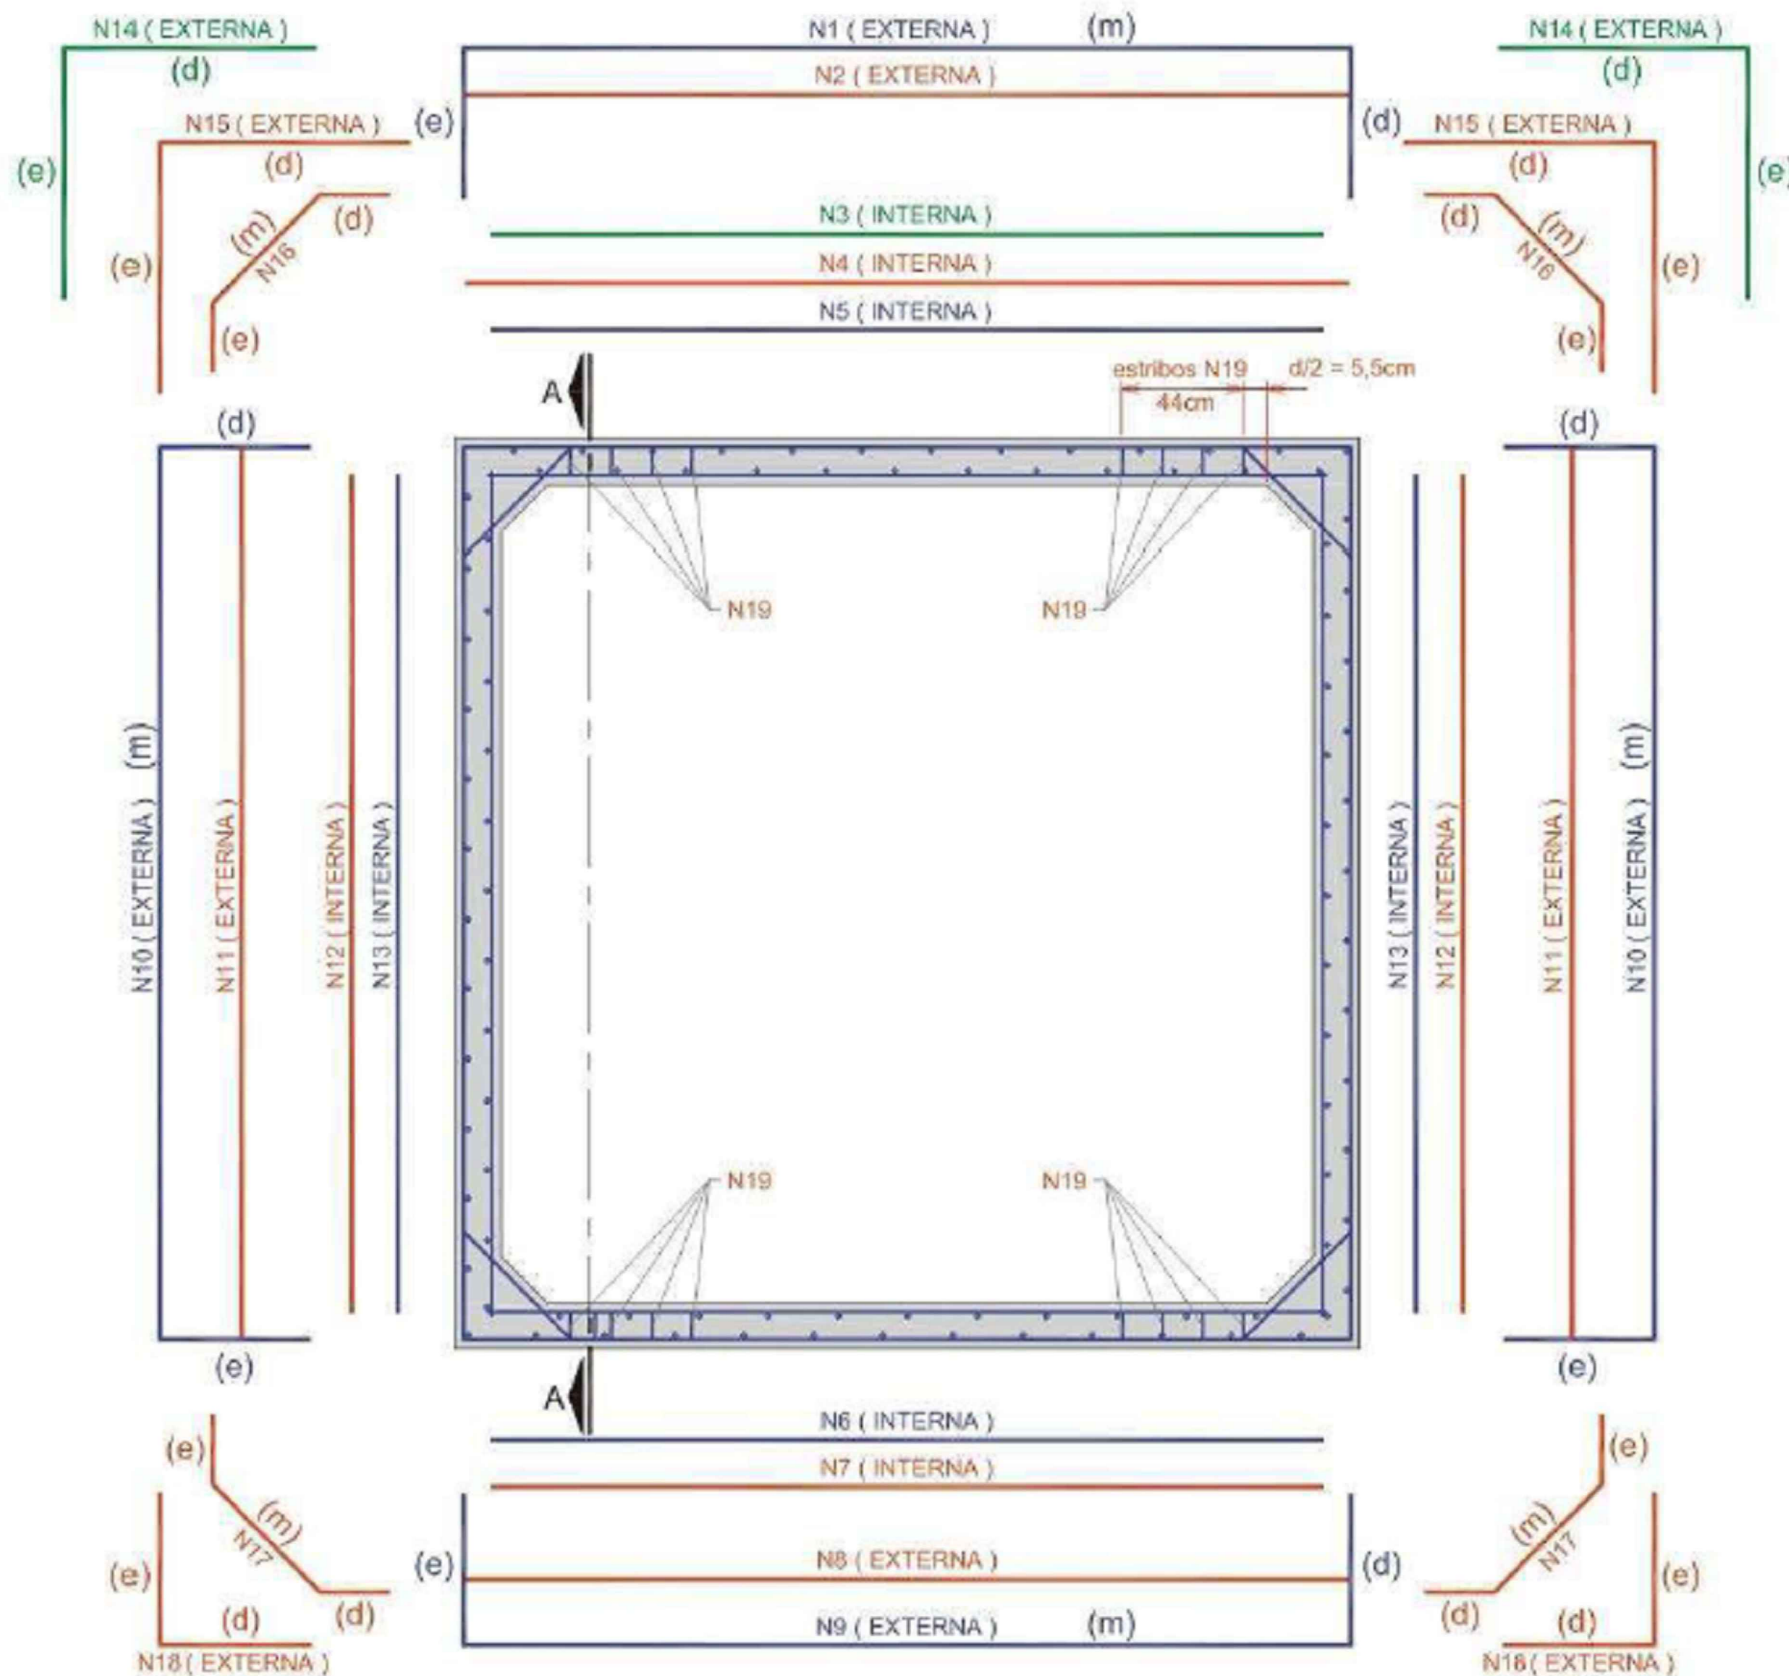 N14 ( EXTERNA )
(d)
(e)
N15 ( EXTERNA )
(d)
(e)
(m)
N16
(d)
(e)
N1 ( EXTERNA ) (m)
N2 ( EXTERNA )
(e)
(d)
N3 ( INTERNA )
N4 ( INTERNA )
N5 ( INTERNA )
N14 ( EXTERNA )
(d)
(e)
N15 ( EXTERNA )
(d)
(e)
(d)
(m)
N16
(e)
A
estribos N19
44cm
d/2 = 5,5cm
(d)
N10 ( EXTERNA ) (m)
N11 ( EXTERNA )
N12 ( INTERNA )
N13 ( INTERNA )
(e)
N19
N19
N19
N19
(d)
N13 ( INTERNA )
N12 ( INTERNA )
N11 ( EXTERNA )
N10 ( EXTERNA ) (m)
(e)
A
N6 ( INTERNA )
N7 ( INTERNA )
(e)
N8 ( EXTERNA )
(d)
N9 ( EXTERNA ) (m)
(e)
(m)
N17
(d)
(e)
(d)
N18 ( EXTERNA )
(e)
(m)
N17
(d)
(e)
(d)
N18 ( EXTERNA )